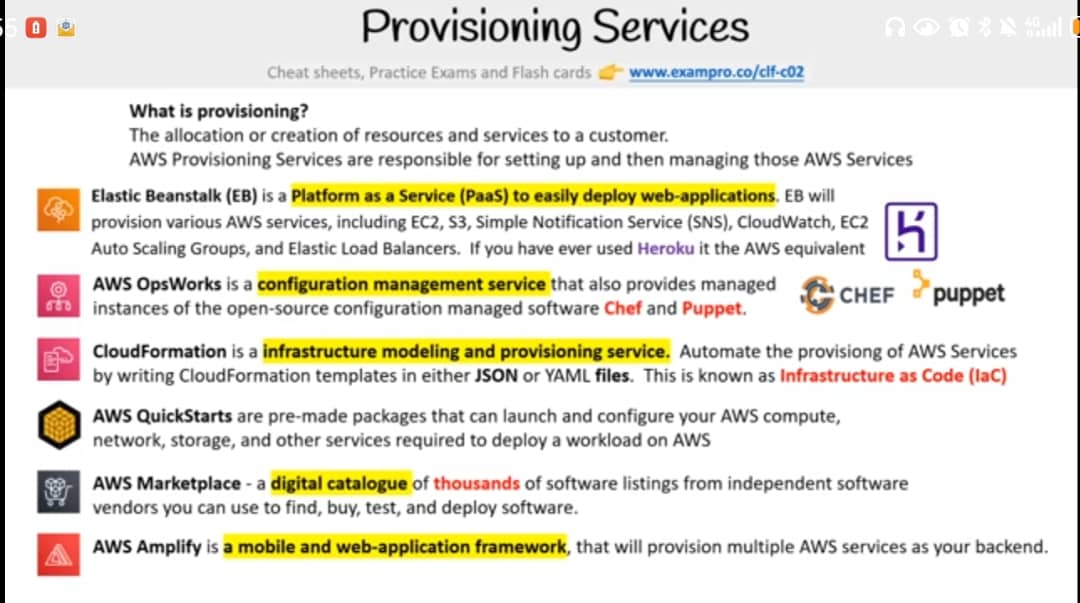 Provisioning Services
Cheat sheets, Practice Exams and Flash cards 👉 www.exampro.co/clf-c02
What is provisioning?
The allocation or creation of resources and services to a customer.
AWS Provisioning Services are responsible for setting up and then managing those AWS Services
Elastic Beanstalk (EB) is a Platform as a Service (PaaS) to easily deploy web-applications. EB will
provision various AWS services, including EC2, S3, Simple Notification Service (SNS), CloudWatch, EC2
Auto Scaling Groups, and Elastic Load Balancers. If you have ever used Heroku it the AWS equivalent
AWS OpsWorks is a configuration management service that also provides managed
instances of the open-source configuration managed software Chef and Puppet.
CHEF
puppet
CloudFormation is a infrastructure modeling and provisioning service. Automate the provisiong of AWS Services
by writing CloudFormation templates in either JSON or YAML files. This is known as Infrastructure as Code (IaC)
AWS QuickStarts are pre-made packages that can launch and configure your AWS compute,
network, storage, and other services required to deploy a workload on AWS
AWS Marketplace - a digital catalogue of thousands of software listings from independent software
vendors you can use to find, buy, test, and deploy software.
AWS Amplify is a mobile and web-application framework, that will provision multiple AWS services as your backend.